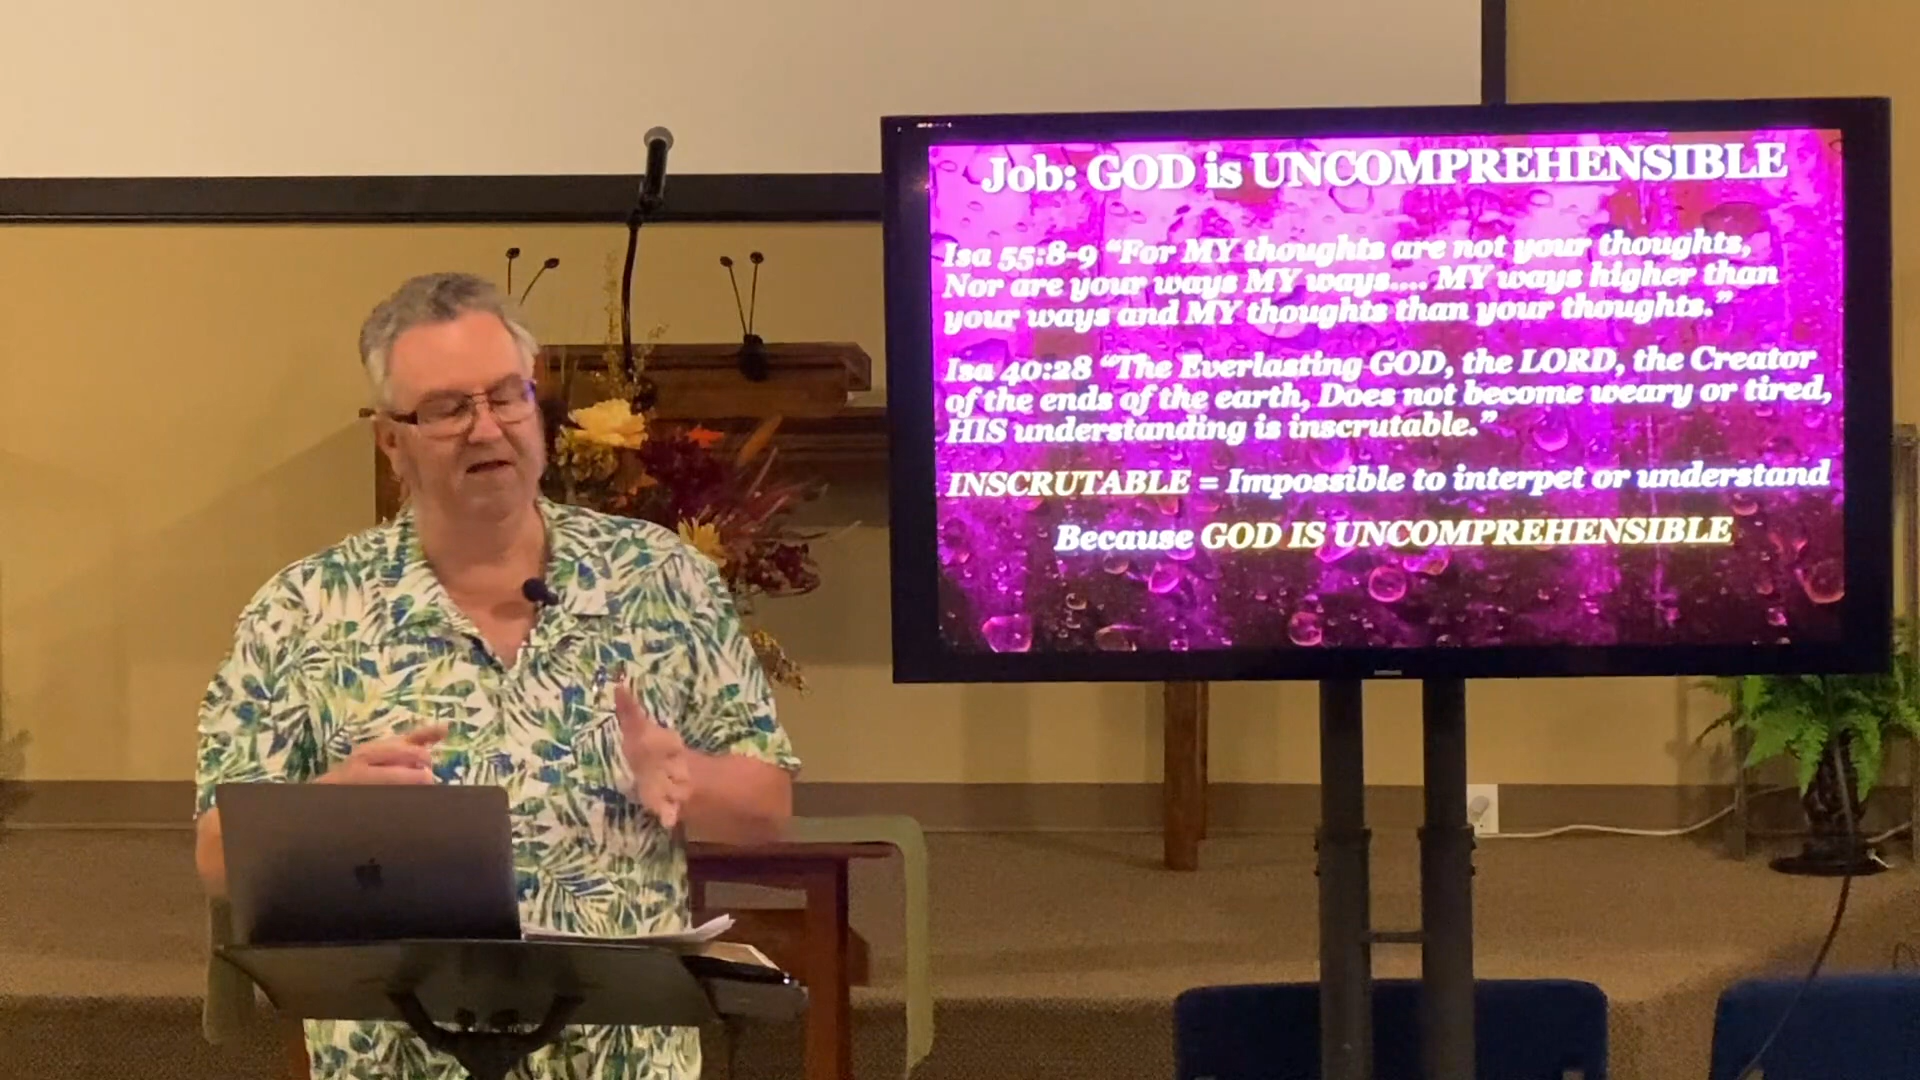 Job: GOD is UNCOMPREHENSIBLE
Isa 55:8-9 “For MY thoughts are not your thoughts,
Nor are your ways MY ways.... MY ways higher than
your ways and MY thoughts than your thoughts.”
Isa 40:28 “The Everlasting GOD, the LORD, the Creator
of the ends of the earth, Does not become weary or tired,
HIS understanding is inscrutable.”
INSCRUTABLE = Impossible to interpet or understand
Because GOD IS UNCOMPREHENSIBLE